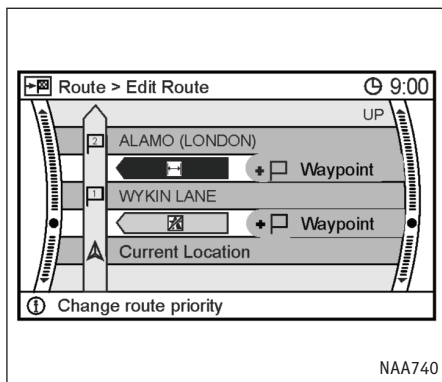 Route > Edit Route 9:00
UP
2 ALAMO (LONDON)
+ Waypoint
1 WYKIN LANE
+ Waypoint
Current Location
i Change route priority
NAA740